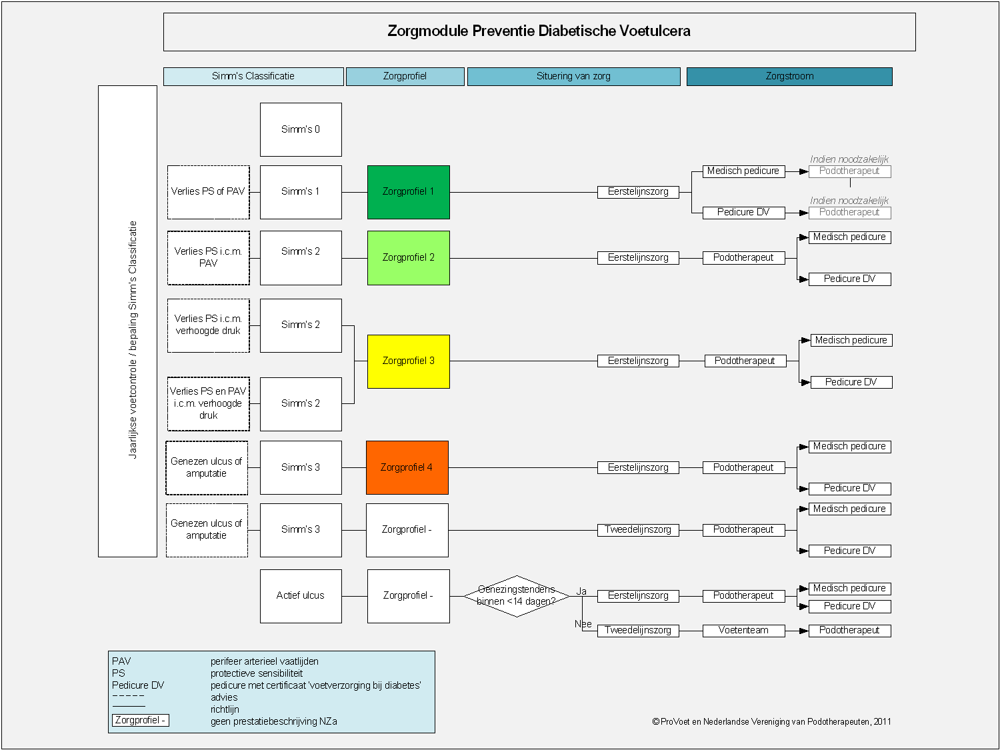 Zorgmodule Preventie Diabetische Voetulcera
Simm's Classificatie
Zorgprofiel
Situering van zorg
Zorgstroom
Jaarlijkse voetcontrole / bepaling Simm's Classificatie
Simm's 0
Verlies PS of PAV
Simm's 1
Zorgprofiel 1
Eerstelijnszorg
Medisch pedicure
Indien noodzakelijk
Podotherapeut
Pedicure DV
Indien noodzakelijk
Podotherapeut
Verlies PS i.c.m.
PAV
Simm's 2
Zorgprofiel 2
Eerstelijnszorg
Podotherapeut
Medisch pedicure
Pedicure DV
Verlies PS i.c.m.
verhoogde druk
Simm's 2
Verlies PS en PAV
i.c.m. verhoogde
druk
Simm's 2
Zorgprofiel 3
Eerstelijnszorg
Podotherapeut
Medisch pedicure
Pedicure DV
Genezen ulcus of
amputatie
Simm's 3
Zorgprofiel 4
Eerstelijnszorg
Podotherapeut
Medisch pedicure
Pedicure DV
Genezen ulcus of
amputatie
Simm's 3
Zorgprofiel -
Tweedelijnszorg
Podotherapeut
Medisch pedicure
Pedicure DV
Actief ulcus
Zorgprofiel -
Genezingstendens
binnen <14 dagen?
Ja
Eerstelijnszorg
Podotherapeut
Medisch pedicure
Pedicure DV
Nee
Tweedelijnszorg
Voetenteam
Podotherapeut
PAV perifeer arterieel vaatlijden
PS protectieve sensibiliteit
Pedicure DV pedicure met certificaat 'voetverzorging bij diabetes'
advies
richtlijn
Zorgprofiel - geen prestatiebeschrijving NZa
©ProVoet en Nederlandse Vereniging van Podotherapeuten, 2011